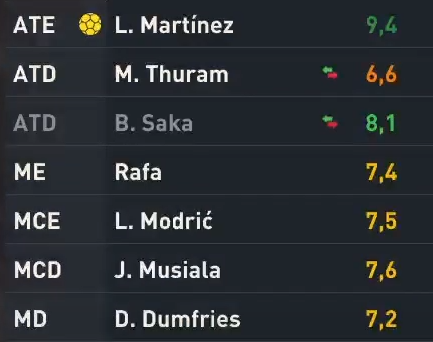 ATE L. Martínez 9,4
ATD M. Thuram 6,6
ATD B. Saka 8,1
ME Rafa 7,4
MCE L. Modrić 7,5
MCD J. Musiala 7,6
MD D. Dumfries 7,2